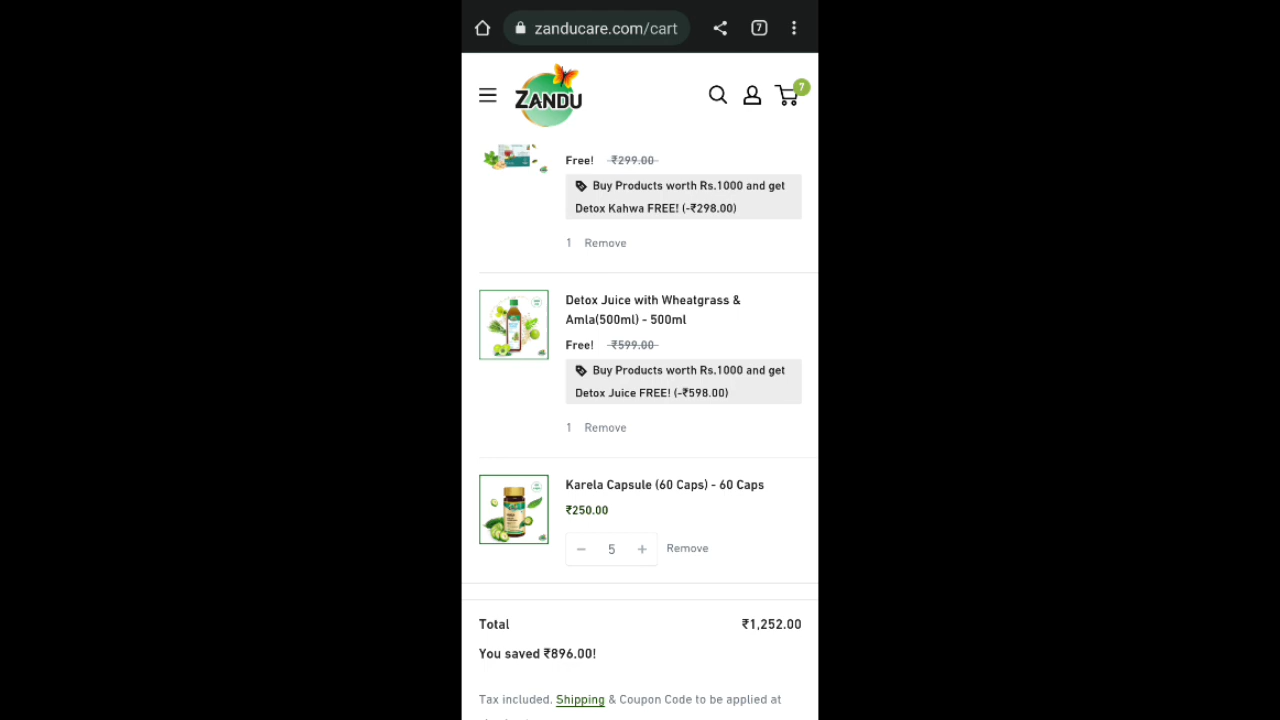 zanducare.com/cart
7
ZANDU
7
Free! ₹299.00
Buy Products worth Rs.1000 and get
Detox Kahwa FREE! (-₹298.00)
1 Remove
Detox Juice with Wheatgrass &
Amla(500ml) - 500ml
Free! ₹599.00
Buy Products worth Rs.1000 and get
Detox Juice FREE! (-₹598.00)
1 Remove
Karela Capsule (60 Caps) - 60 Caps
₹250.00
− 5 + Remove
Total ₹1,252.00
You saved ₹896.00!
Tax included. Shipping & Coupon Code to be applied at